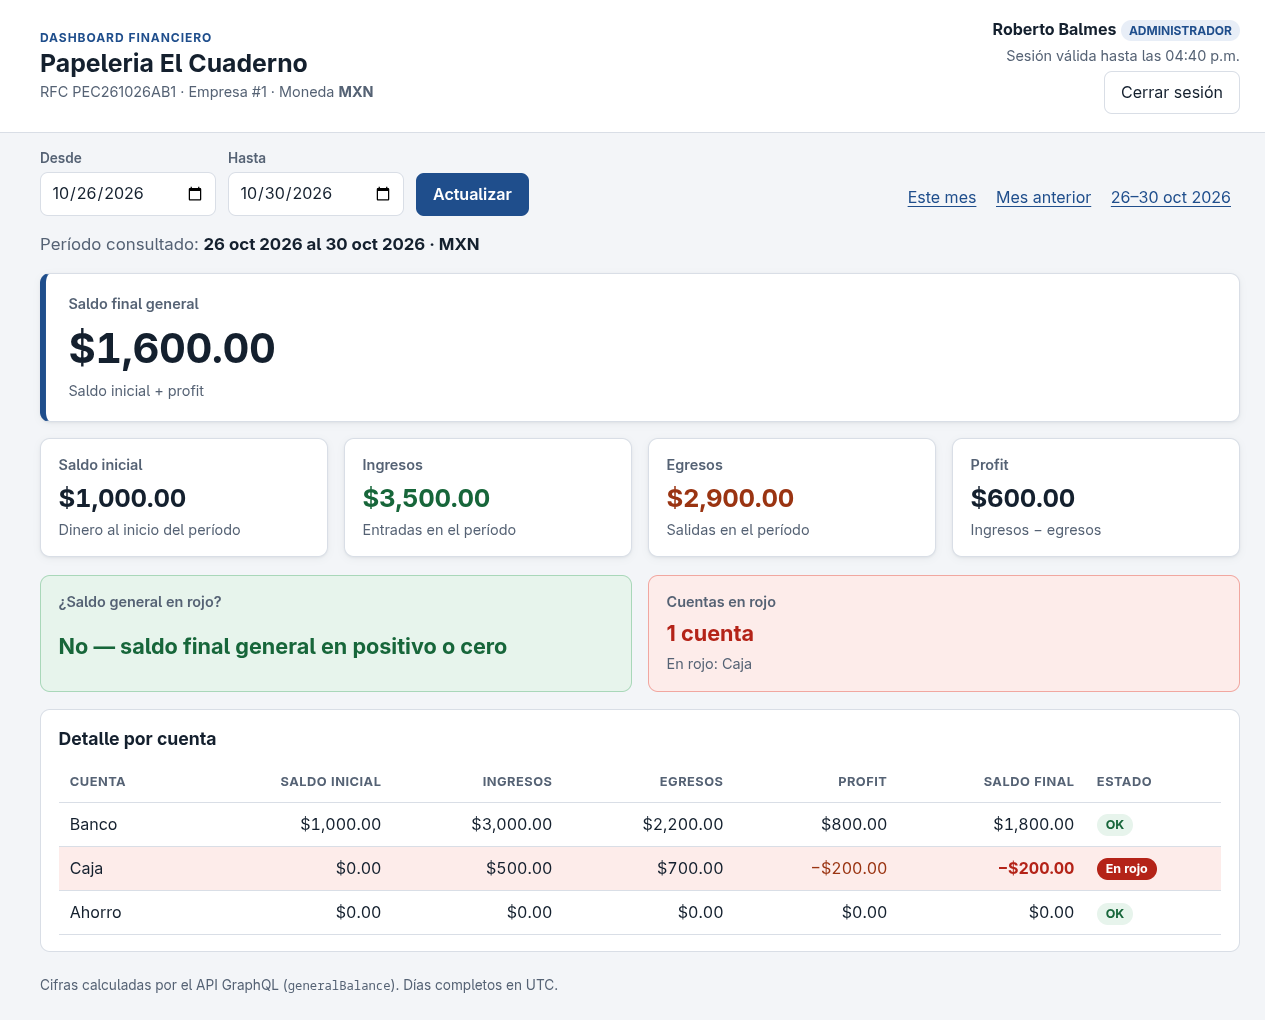 DASHBOARD FINANCIERO
Papeleria El Cuaderno
RFC PEC261026AB1 · Empresa #1 · Moneda MXN
Roberto Balmes ADMINISTRADOR
Sesión válida hasta las 04:40 p.m.
Cerrar sesión
Desde Hasta
10/26/2026 10/30/2026 Actualizar
Este mes Mes anterior 26–30 oct 2026
Período consultado: 26 oct 2026 al 30 oct 2026 · MXN
Saldo final general
$1,600.00
Saldo inicial + profit
Saldo inicial
$1,000.00
Dinero al inicio del período
Ingresos
$3,500.00
Entradas en el período
Egresos
$2,900.00
Salidas en el período
Profit
$600.00
Ingresos − egresos
¿Saldo general en rojo?
No — saldo final general en positivo o cero
Cuentas en rojo
1 cuenta
En rojo: Caja
Detalle por cuenta
CUENTA SALDO INICIAL INGRESOS EGRESOS PROFIT SALDO FINAL ESTADO
Banco $1,000.00 $3,000.00 $2,200.00 $800.00 $1,800.00 OK
Caja $0.00 $500.00 $700.00 −$200.00 −$200.00 En rojo
Ahorro $0.00 $0.00 $0.00 $0.00 $0.00 OK
Cifras calculadas por el API GraphQL (generalBalance). Días completos en UTC.